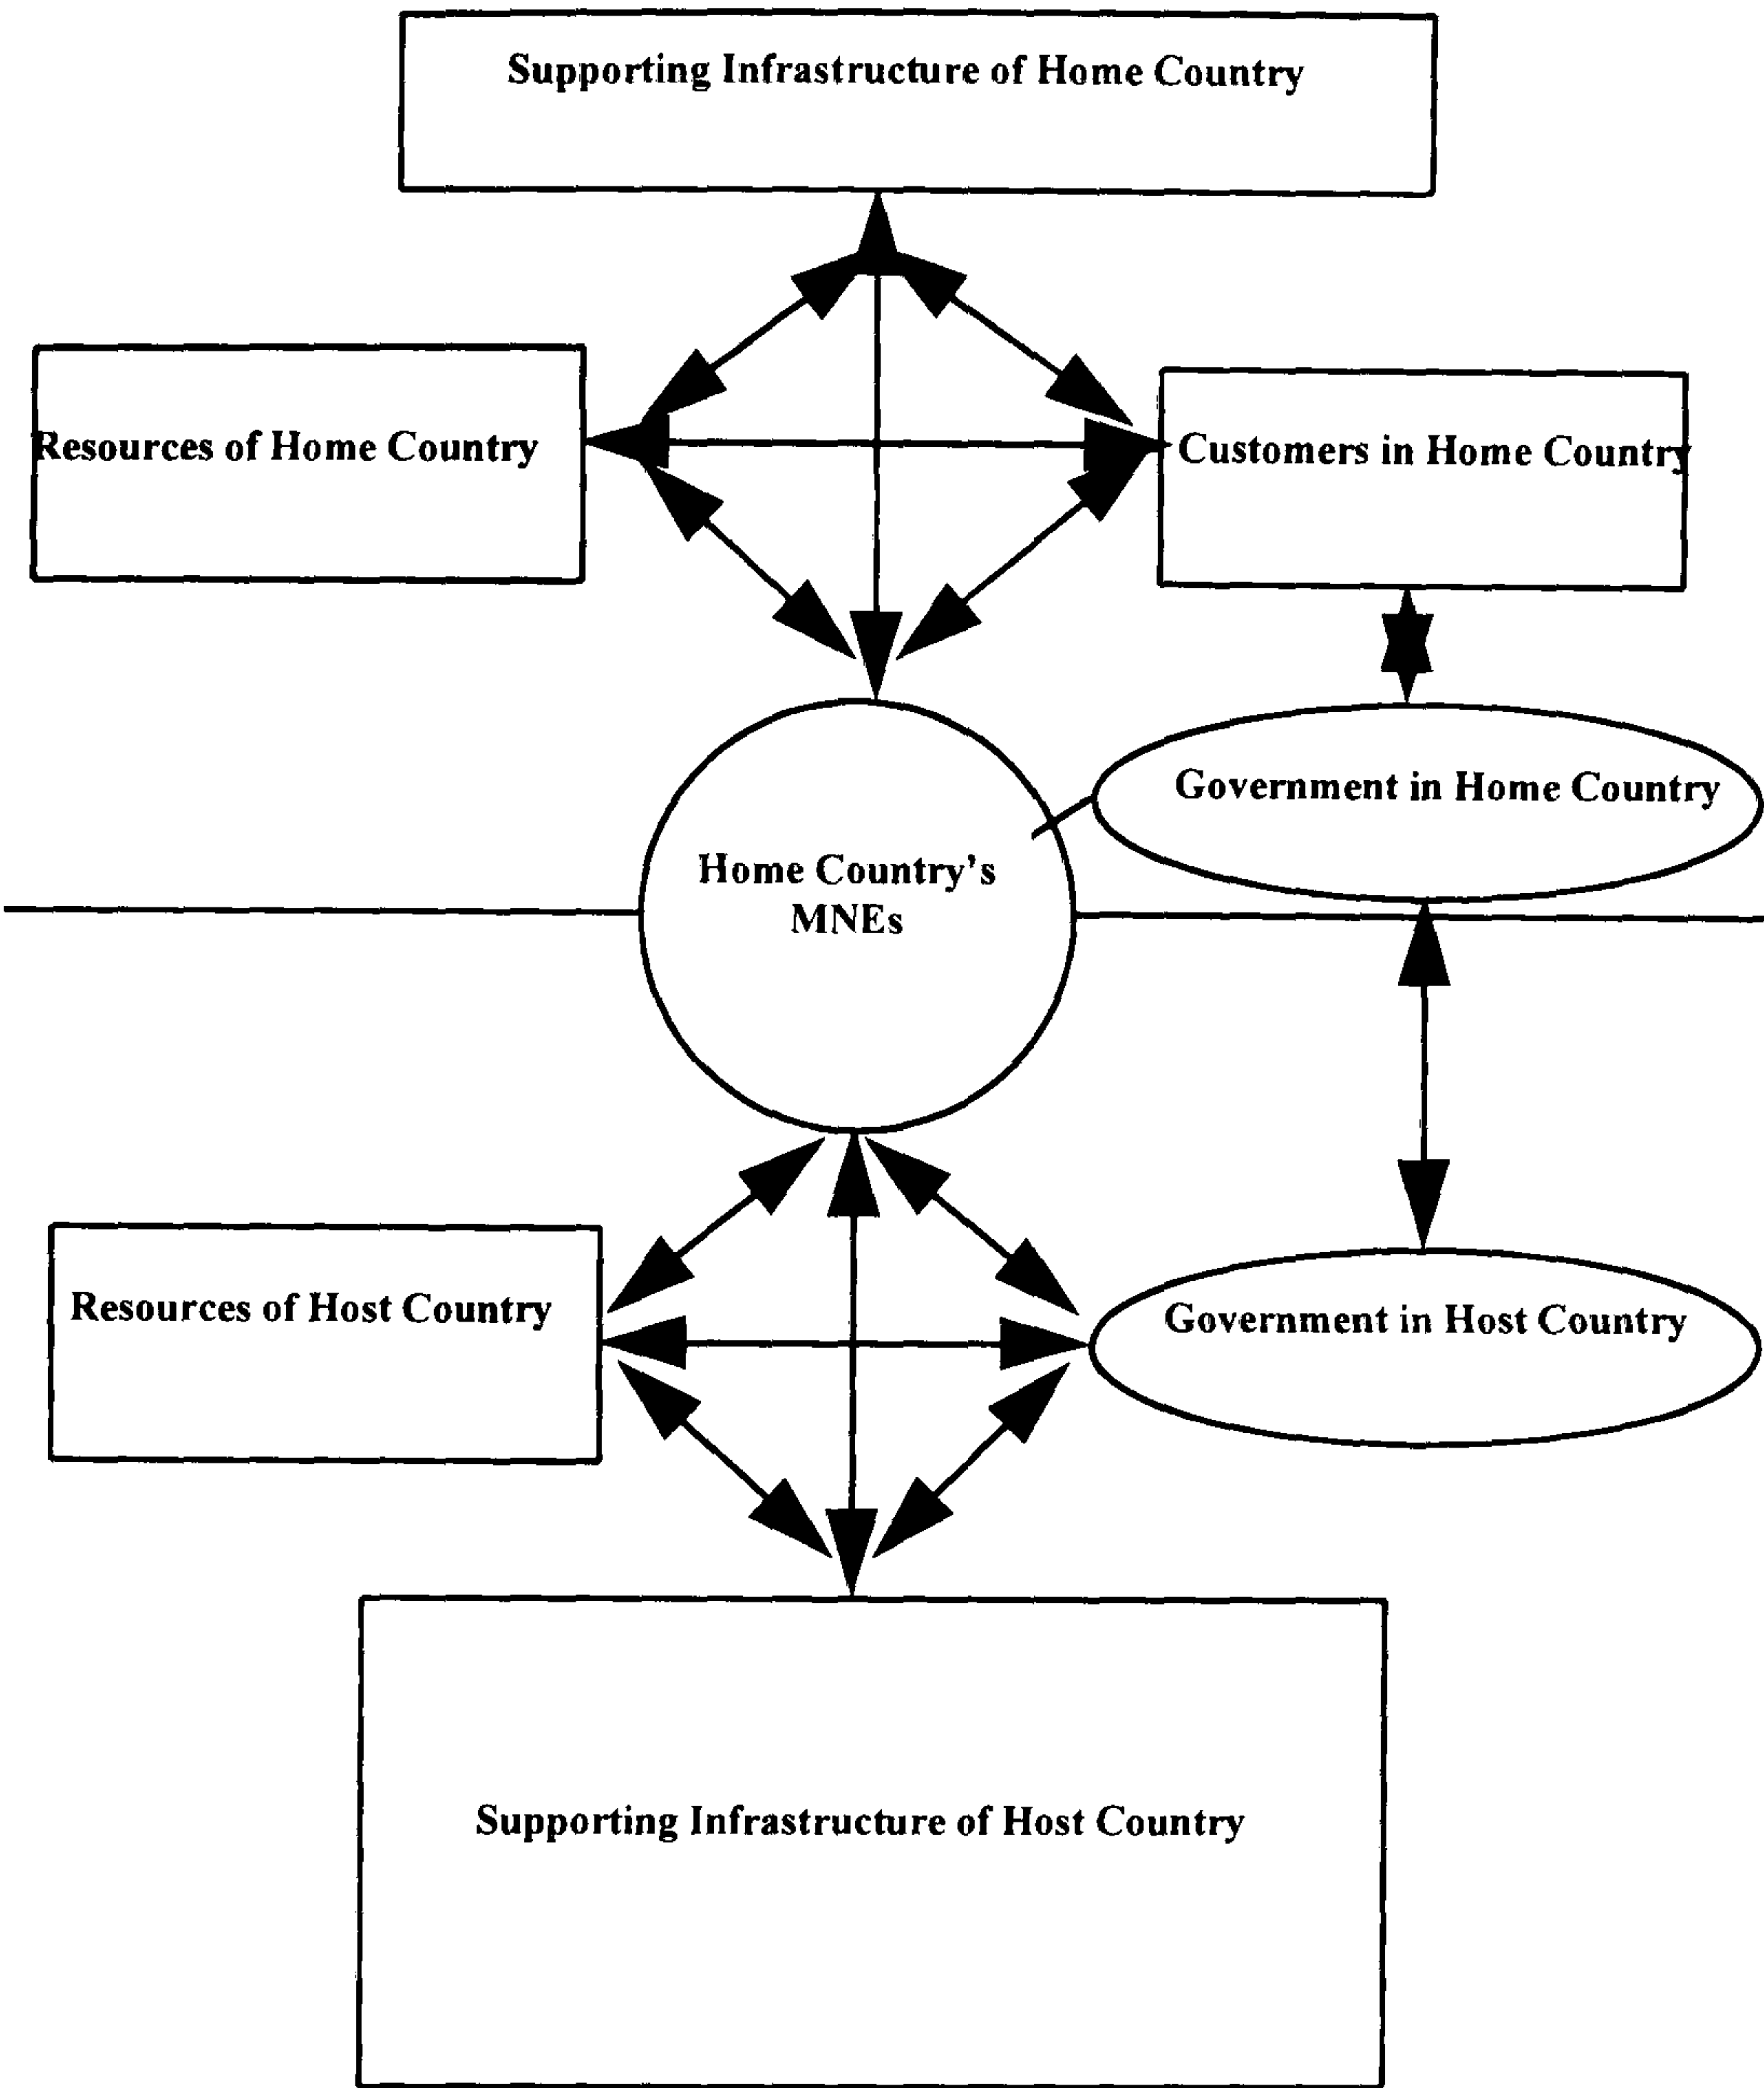 Supporting Infrastructure of Home Country
Resources of Home Country
Customers in Home Country
Government in Home Country
Home Country's
MNEs
Resources of Host Country
Government in Host Country
Supporting Infrastructure of Host Country